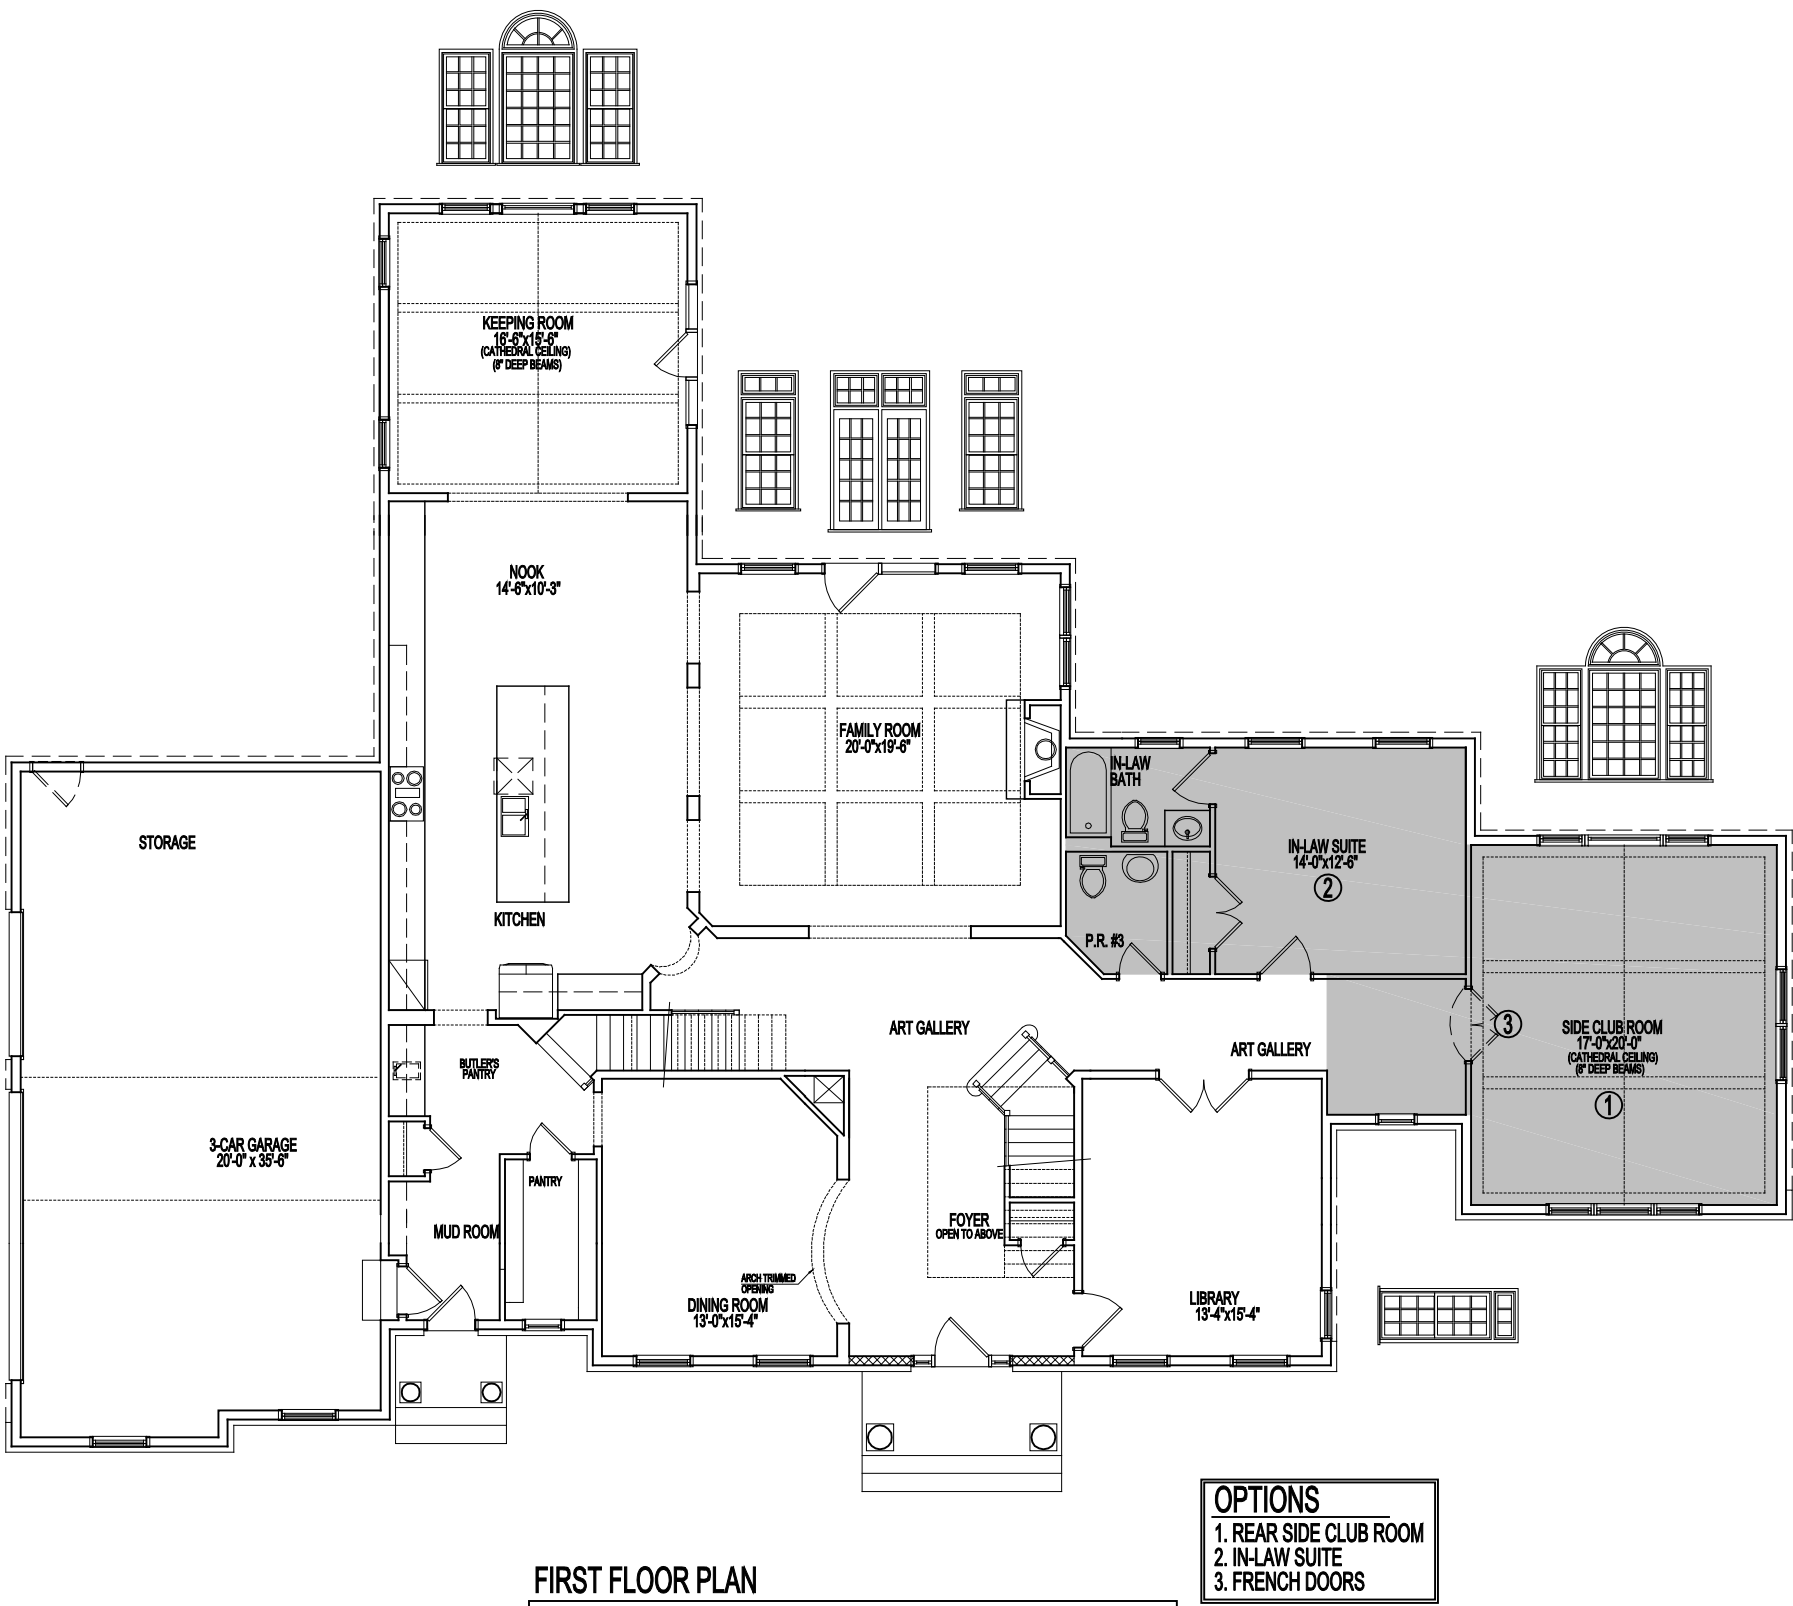 KEEPING ROOM
16'-6"x15'-6"
(CATHEDRAL CEILING)
(8" DEEP BEAMS)
NOOK
14'-6"x10'-3"
FAMILY ROOM
20'-0"x19'-6"
IN-LAW
BATH
STORAGE
IN-LAW SUITE
14'-0"x12'-6"
2
KITCHEN
P.R. #3
ART GALLERY
3
SIDE CLUB ROOM
17'-0"x20'-0"
(CATHEDRAL CEILING)
(8" DEEP BEAMS)
1
ART GALLERY
BUTLER'S
PANTRY
3-CAR GARAGE
20'-0" x 35'-6"
PANTRY
MUD ROOM
FOYER
OPEN TO ABOVE
ARCH TRIMMED
OPENING
DINING ROOM
13'-0"x15'-4"
LIBRARY
13'-4"x15'-4"
OPTIONS
1. REAR SIDE CLUB ROOM
2. IN-LAW SUITE
3. FRENCH DOORS
FIRST FLOOR PLAN